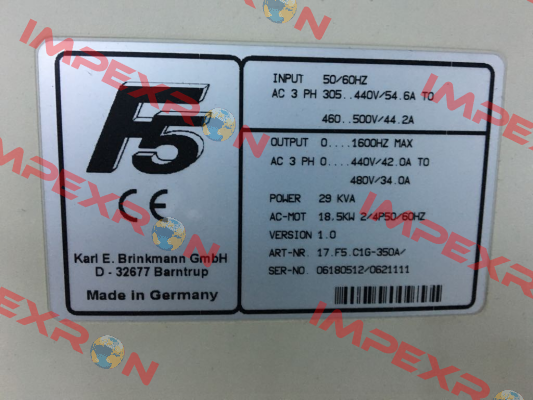 F5
CE
Karl E. Brinkmann GmbH
D - 32677 Barntrup
Made in Germany
INPUT 50/60HZ
AC 3 PH 305..440V/54.6A TO
460..500V/44.2A
OUTPUT 0....1600HZ MAX
AC 3 PH 0....440V/42.0A TO
480V/34.0A
POWER 29 KVA
AC-MOT 18.5KW 2/4P50/60HZ
VERSION 1.0
ART-NR. 17.F5.C1G-350A/
SER-NO. 06180512/0621111
IMPEXRON
IMPEXRON
IMPEXRON
IMPEXRON
IMPEXRON